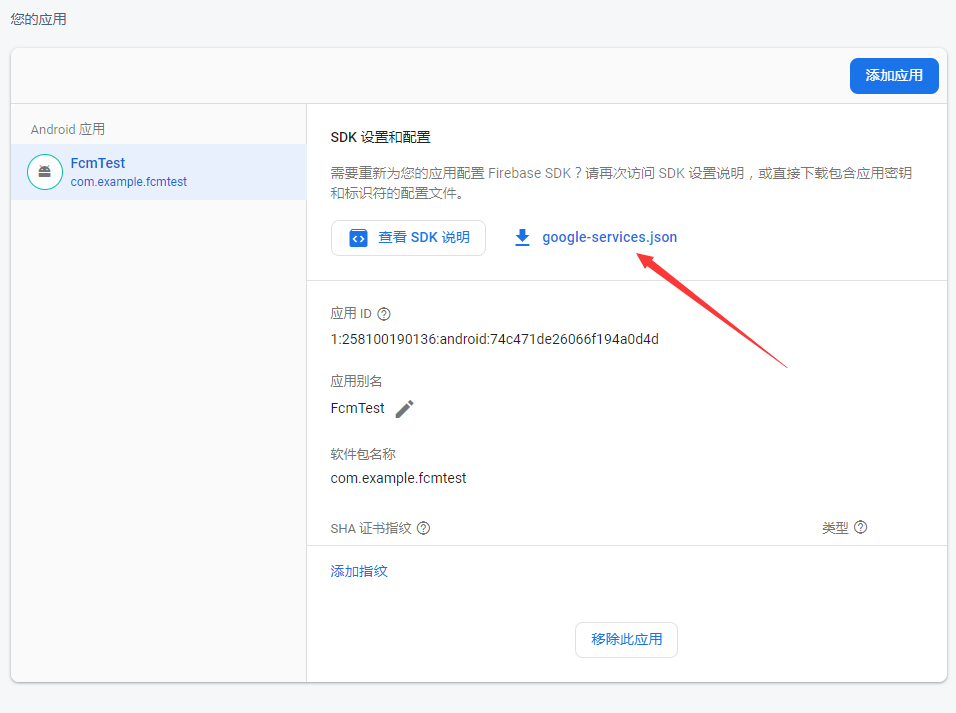 您的应用
添加应用
Android 应用
FcmTest
com.example.fcmtest
SDK 设置和配置
需要重新为您的应用配置 Firebase SDK？请再次访问 SDK 设置说明，或直接下载包含应用密钥
和标识符的配置文件。
查看 SDK 说明
google-services.json
应用 ID
1:258100190136:android:74c471de26066f194a0d4d
应用别名
FcmTest
软件包名称
com.example.fcmtest
SHA 证书指纹
类型
添加指纹
移除此应用